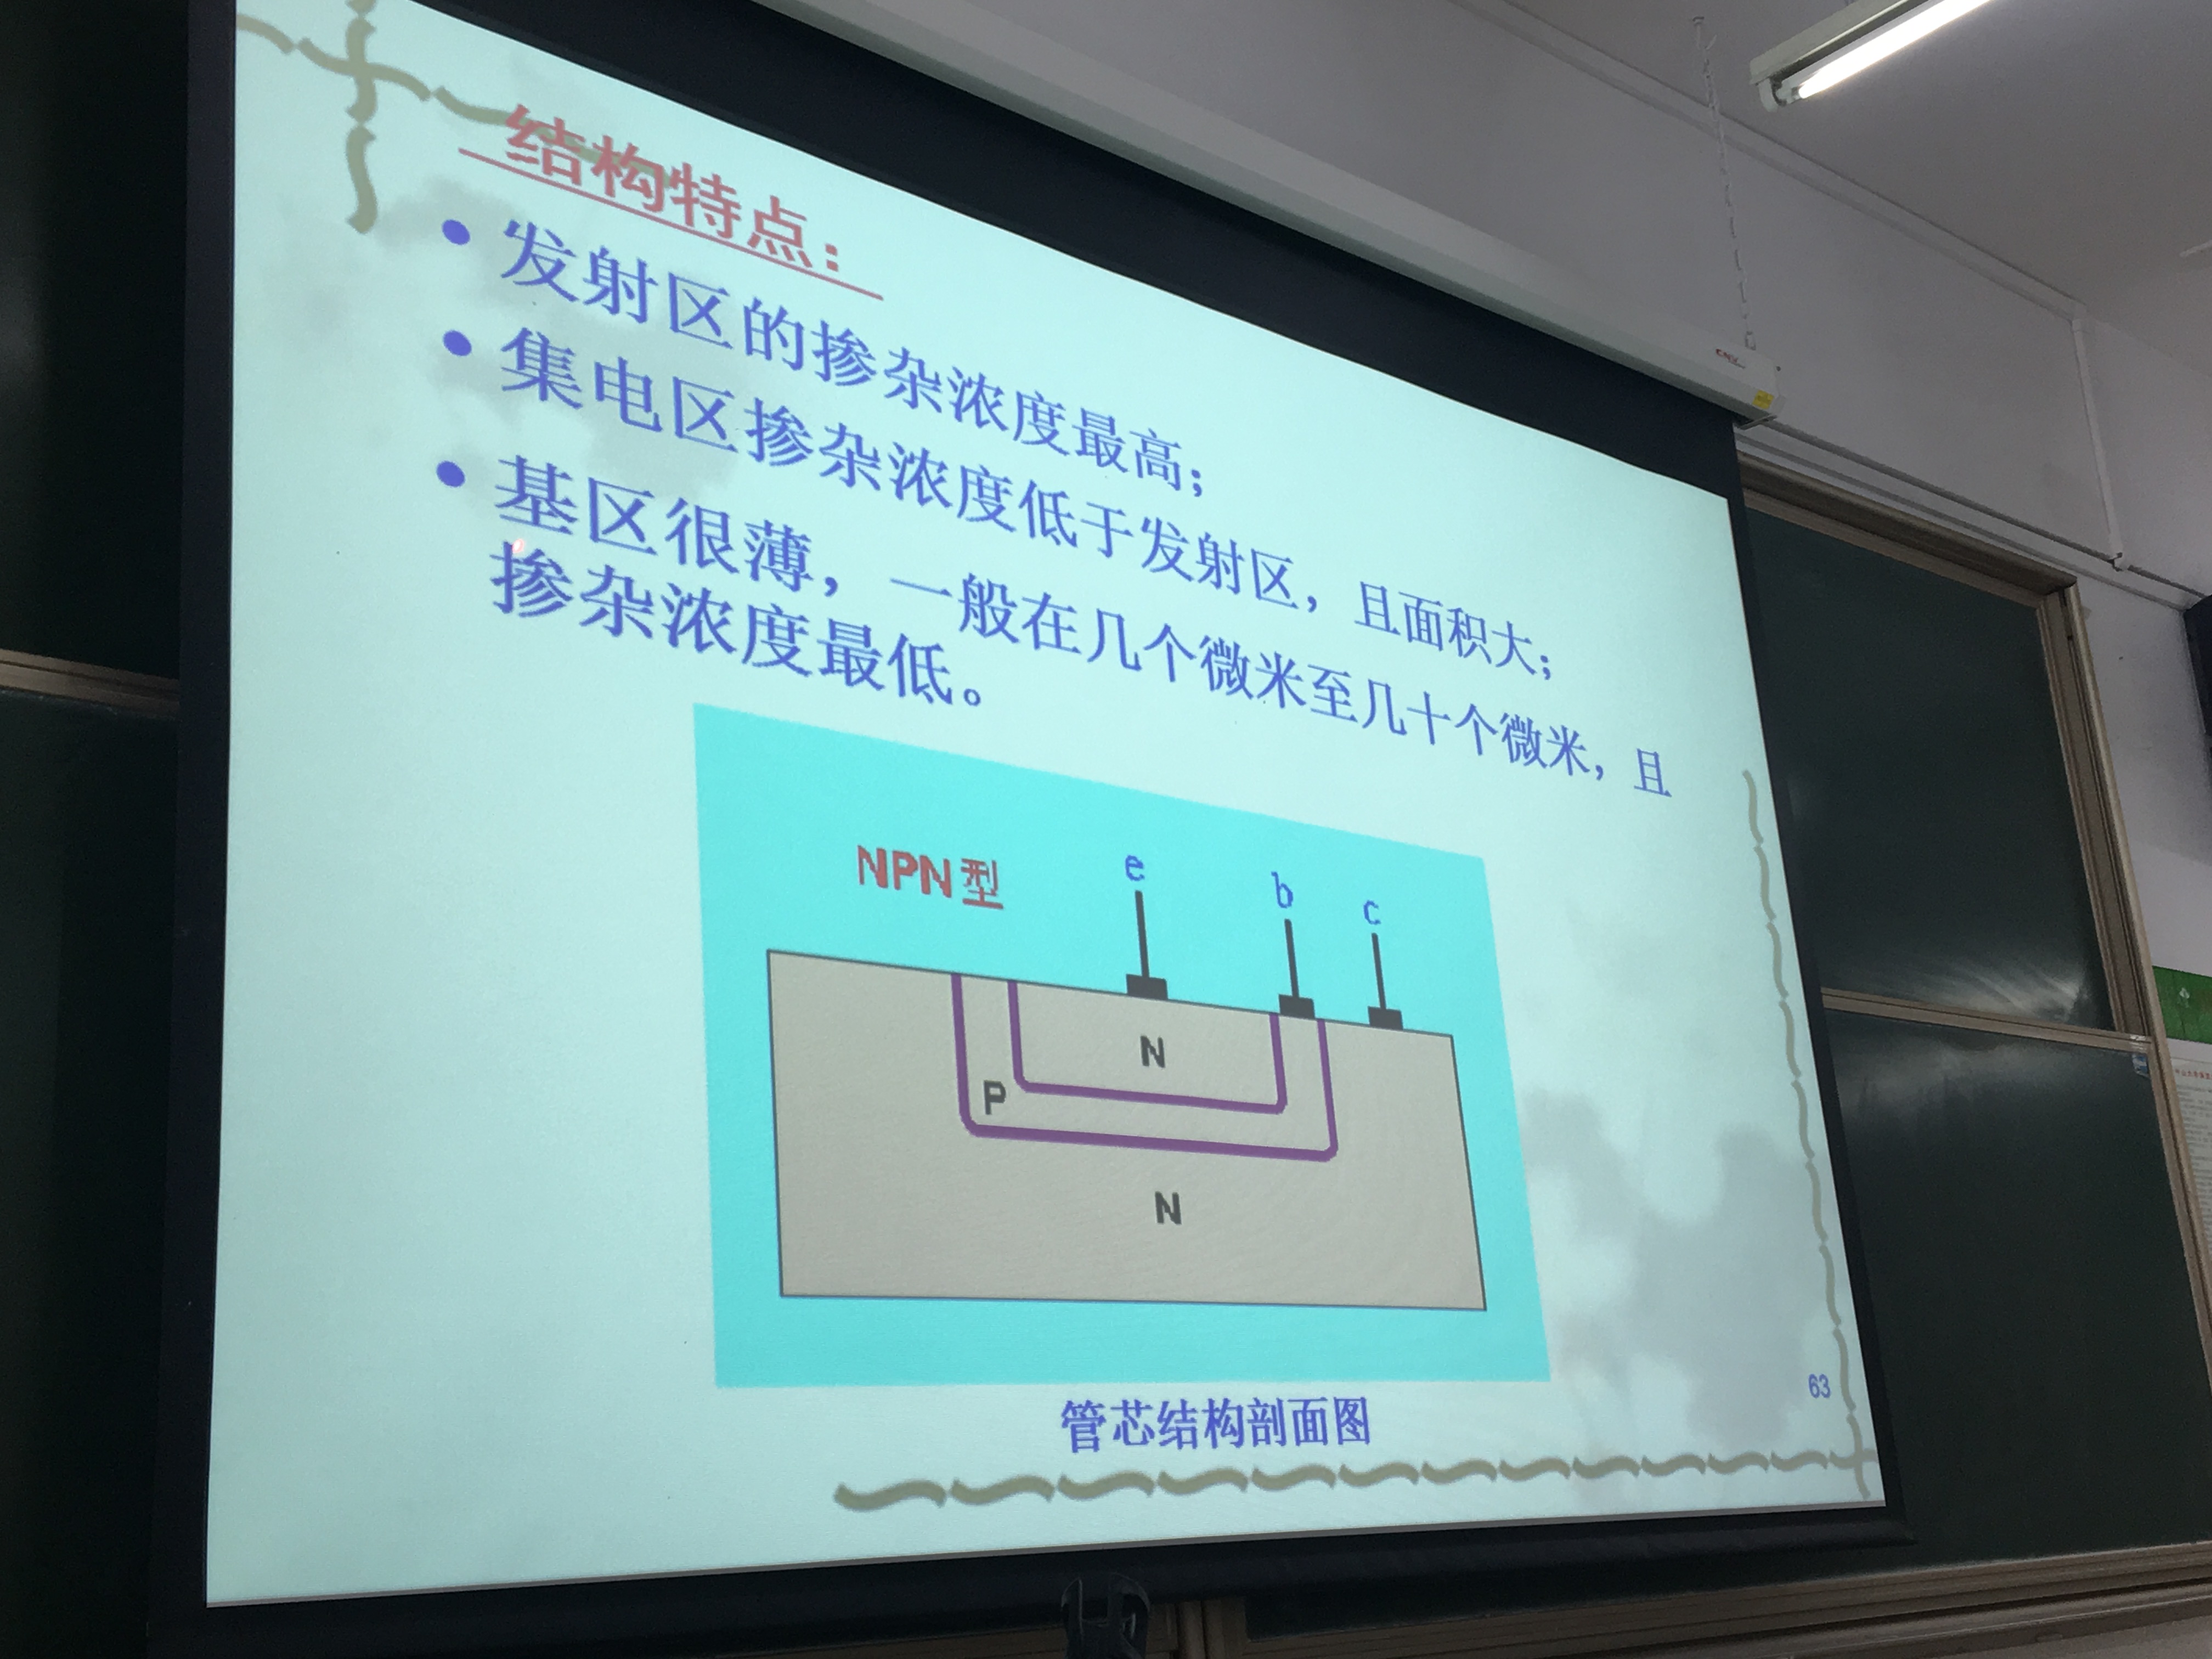 结构特点：
• 发射区的掺杂浓度最高；
• 集电区掺杂浓度低于发射区，且面积大；
• 基区很薄，一般在几个微米至几十个微米，且
掺杂浓度最低。
NPN型
e
b
c
N
P
N
管芯结构剖面图
63